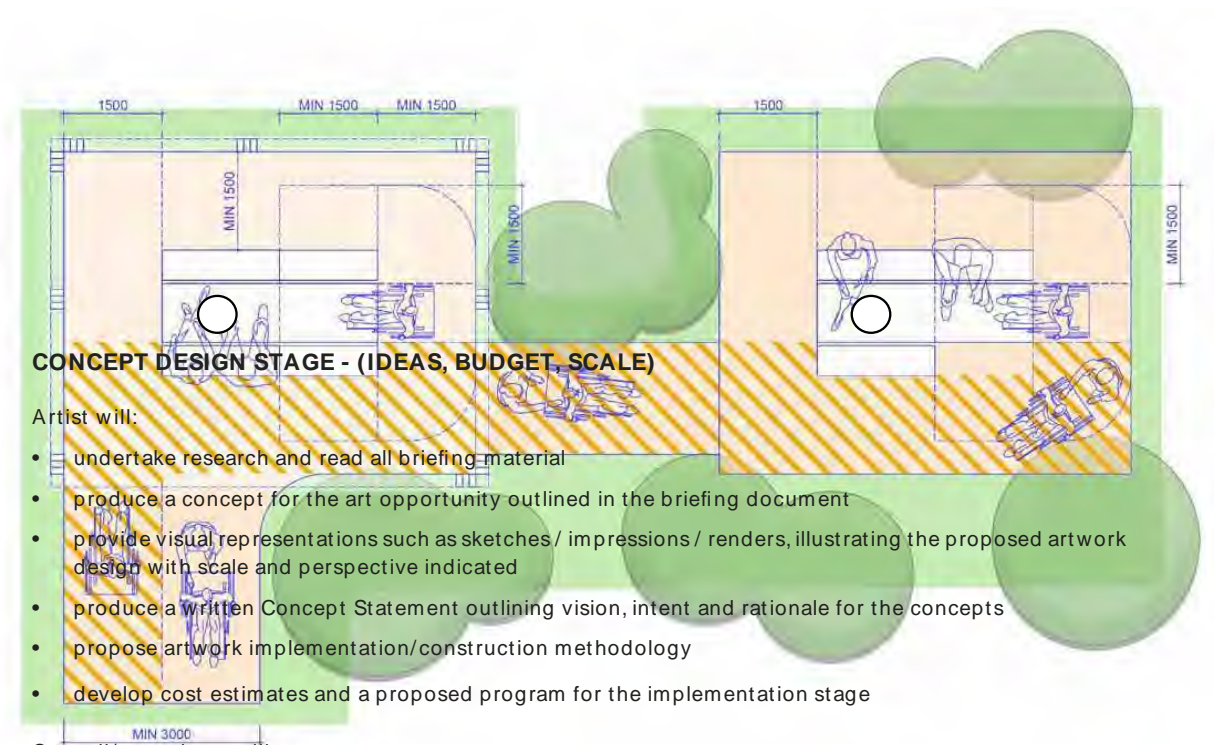 1500
MIN 1500
MIN 1500
1500
MIN 1500
MIN 1500
MIN 1500
CONCEPT DESIGN STAGE - (IDEAS, BUDGET, SCALE)
Artist will:
• undertake research and read all briefing material
• produce a concept for the art opportunity outlined in the briefing document
• provide visual representations such as sketches / impressions / renders, illustrating the proposed artwork
design with scale and perspective indicated
• produce a written Concept Statement outlining vision, intent and rationale for the concepts
• propose artwork implementation/construction methodology
• develop cost estimates and a proposed program for the implementation stage
MIN 3000